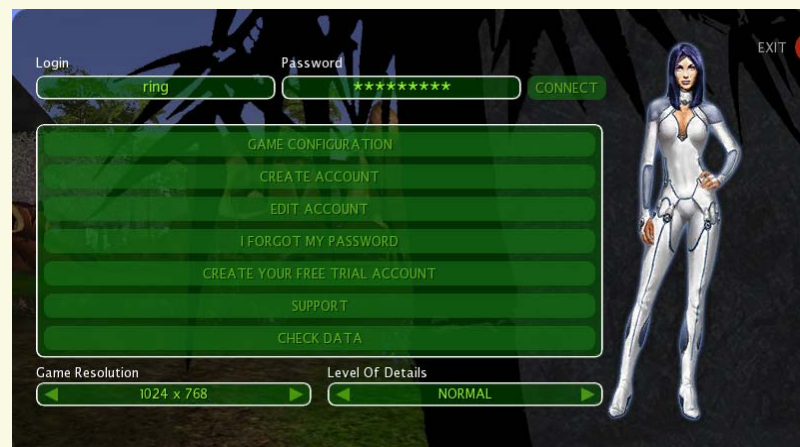 EXIT
Login
Password
ring
*********
CONNECT
GAME CONFIGURATION
CREATE ACCOUNT
EDIT ACCOUNT
I FORGOT MY PASSWORD
CREATE YOUR FREE TRIAL ACCOUNT
SUPPORT
CHECK DATA
Game Resolution
Level Of Details
1024 x 768
NORMAL